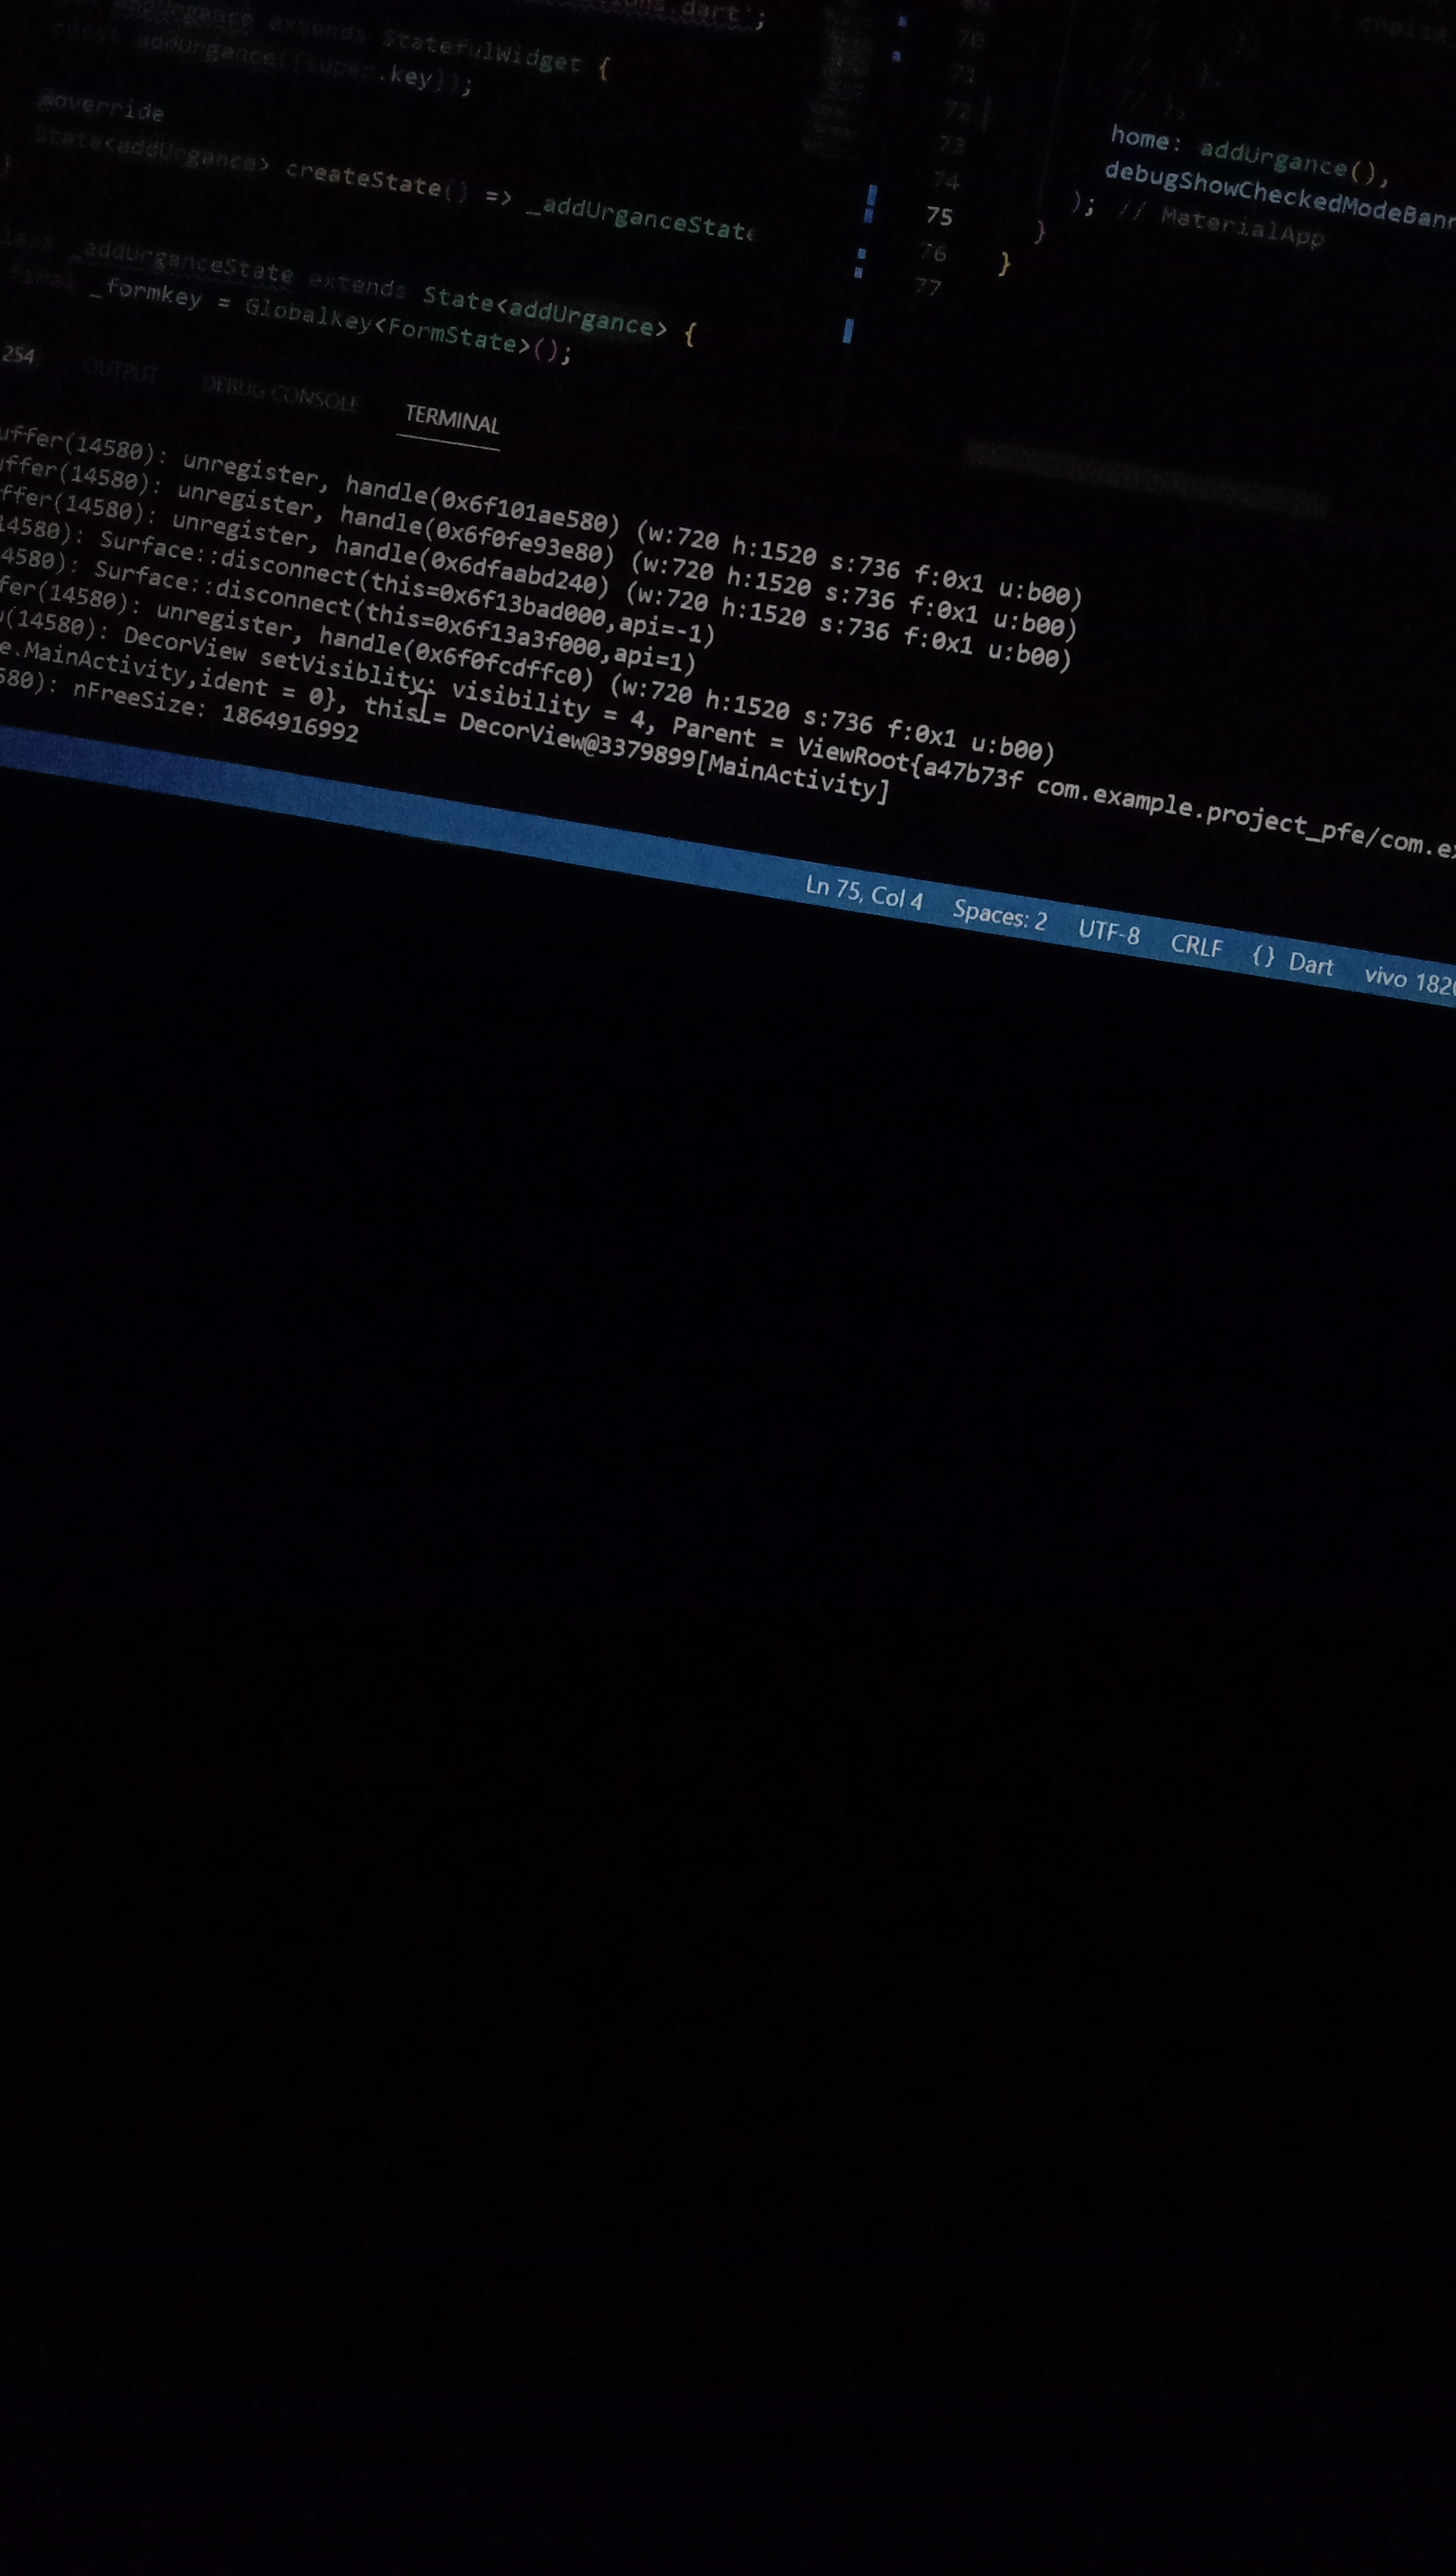 ons.dart';
addUrgance extends StatefulWidget {
const addUrgance({super.key});
@override
State<addUrgance> createState() => _addUrganceState
}
_addUrganceState extends State<addUrgance> {
final _formkey = GlobalKey<FormState>();
70
71
72
73
74
75
76
77
// ),
home: addUrgance(),
debugShowCheckedModeBann
); // MaterialApp
}
}
254 OUTPUT DEBUG CONSOLE TERMINAL
uffer(14580): unregister, handle(0x6f101ae580) (w:720 h:1520 s:736 f:0x1 u:b00)
uffer(14580): unregister, handle(0x6f0fe93e80) (w:720 h:1520 s:736 f:0x1 u:b00)
ffer(14580): unregister, handle(0x6dfaabd240) (w:720 h:1520 s:736 f:0x1 u:b00)
14580): Surface::disconnect(this=0x6f13bad000,api=-1)
4580): Surface::disconnect(this=0x6f13a3f000,api=1)
fer(14580): unregister, handle(0x6f0fcdffc0) (w:720 h:1520 s:736 f:0x1 u:b00)
(14580): DecorView setVisiblity: visibility = 4, Parent = ViewRoot{a47b73f com.example.project_pfe/com.ex
e.MainActivity,ident = 0}, this = DecorView@3379899[MainActivity]
580): nFreeSize: 1864916992
Ln 75, Col 4 Spaces: 2 UTF-8 CRLF {} Dart vivo 182